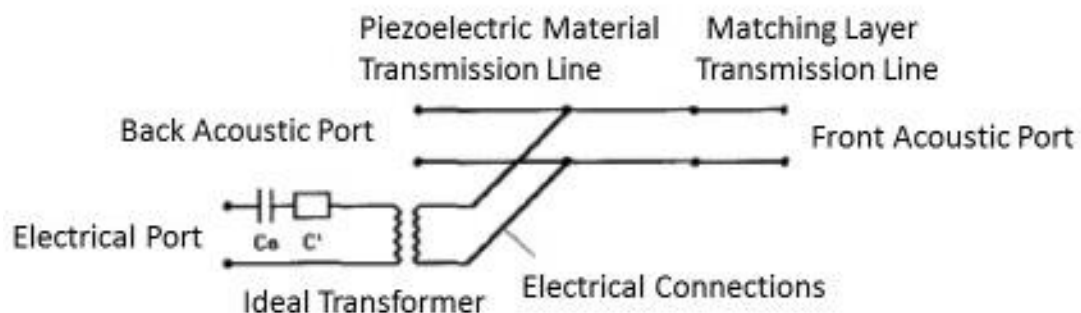 Piezoelectric Material
Transmission Line
Matching Layer
Transmission Line
Back Acoustic Port
Front Acoustic Port
Electrical Port
C₀ C'
Ideal Transformer
Electrical Connections